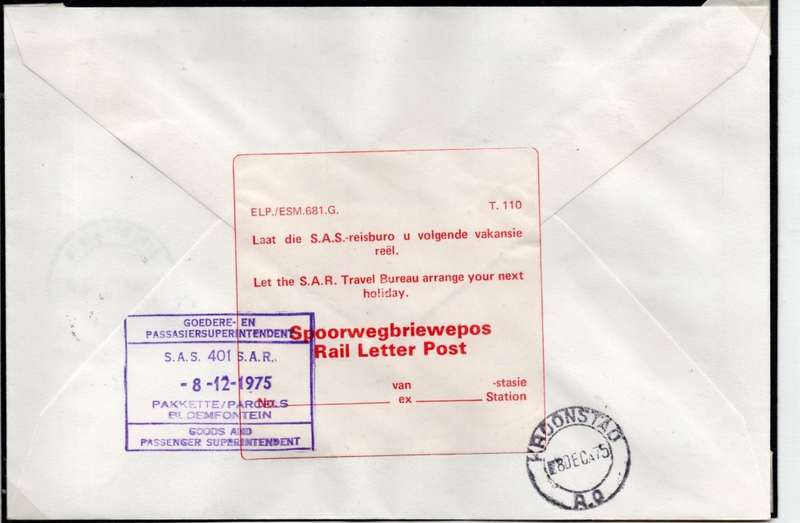 ELP./ESM.681.G. T. 110
Laat die S.A.S.-reisburo u volgende vakansie
reël.
Let the S.A.R. Travel Bureau arrange your next
holiday.
Spoorwegbriewepos
Rail Letter Post
van -stasie
No. ex Station
GOEDERE- EN
PASSASIERSUPERINTENDENT
S.A.S. 401 S.A.R.
-8-12-1975
PAKKETTE/PARCELS
BLOEMFONTEIN
GOODS AND
PASSENGER SUPERINTENDENT
KROONSTAD
8DEC 75